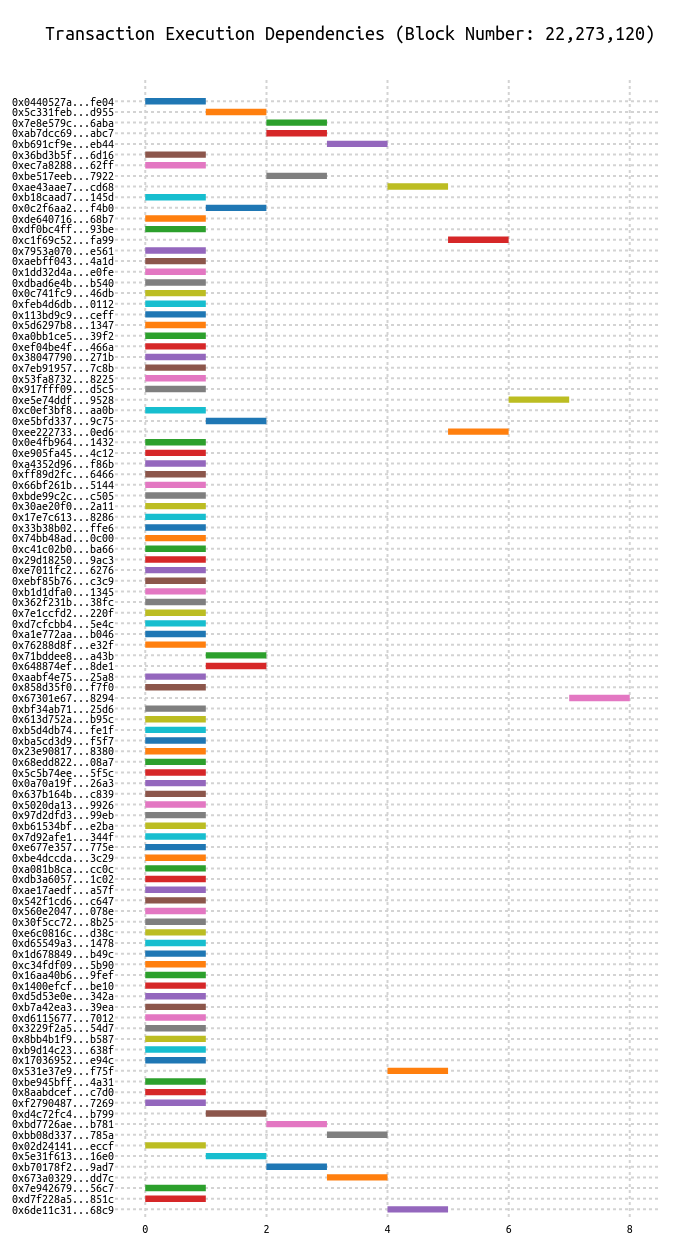 Transaction Execution Dependencies (Block Number: 22,273,120)
0x0440527a...fe04
0x5c331feb...d955
0x7e8e579c...6aba
0xab7dcc69...abc7
0xb691cf9e...eb44
0x36bd3b5f...6d16
0xec7a8288...62ff
0xbe517eeb...7922
0xae43aae7...cd68
0xb18caad7...145d
0x0c2f6aa2...f4b0
0xde640716...68b7
0xdf0bc4ff...93be
0xc1f69c52...fa99
0x7953a070...e561
0xaebff043...4a1d
0x1dd32d4a...e0fe
0xdbad6e4b...b540
0x0c741fc9...46db
0xfeb4d6db...0112
0x113bd9c9...ceff
0x5d6297b8...1347
0xa0bb1ce5...39f2
0xef04be4f...466a
0x38047790...271b
0x7eb91957...7c8b
0x53fa8732...8225
0x917fff09...d5c5
0xe5e74ddf...9528
0xc0ef3bf8...aa0b
0xe5bfd337...9c75
0xee222733...0ed6
0x0e4fb964...1432
0xe905fa45...4c12
0xa4352d96...f86b
0xff89d2fc...6466
0x66bf261b...5144
0xbde99c2c...c505
0x30ae20f0...2a11
0x17e7c613...8286
0x33b38b02...ffe6
0x74bb48ad...0c00
0xc41c02b0...ba66
0x29d18250...9ac3
0xe7011fc2...6276
0xebf85b76...c3c9
0xb1d1dfa0...1345
0x362f231b...38fc
0x7e1ccfd2...220f
0xd7cfcbb4...5e4c
0xa1e772aa...b046
0x76288d8f...e32f
0x71bddee8...a43b
0x648874ef...8de1
0xaabf4e75...25a8
0x858d35f0...f7f0
0x67301e67...8294
0xbf34ab71...25d6
0x613d752a...b95c
0xb5d4db74...fe1f
0xba5cd3d9...f5f7
0x23e90817...8380
0x68edd822...08a7
0x5c5b74ee...5f5c
0x0a70a19f...26a3
0x637b164b...c839
0x5020da13...9926
0x97d2dfd3...99eb
0xb61534bf...e2ba
0x7d92afe1...344f
0xe677e357...775e
0xbe4dccda...3c29
0xa081b8ca...cc0c
0xdb3a6057...1c02
0xae17aedf...a57f
0x542f1cd6...c647
0x560e2047...078e
0x30f5cc72...8b25
0xe6c0816c...d38c
0xd65549a3...1478
0x1d678849...b49c
0xc34fdf09...5b90
0x16aa40b6...9fef
0x1400efcf...be10
0xd5d53e0e...342a
0xb7a42ea3...39ea
0xd6115677...7012
0x3229f2a5...54d7
0x8bb4b1f9...b587
0xb9d14c23...638f
0x17036952...e94c
0x531e37e9...f75f
0xbe945bff...4a31
0x8aabdcef...c7d0
0xf2790487...7269
0xd4c72fc4...b799
0xbd7726ae...b781
0xbb08d337...785a
0x02d24141...eccf
0x5e31f613...16e0
0xb70178f2...9ad7
0x673a0329...dd7c
0x7e942679...56c7
0xd7f228a5...851c
0x6de11c31...68c9
0 2 4 6 8